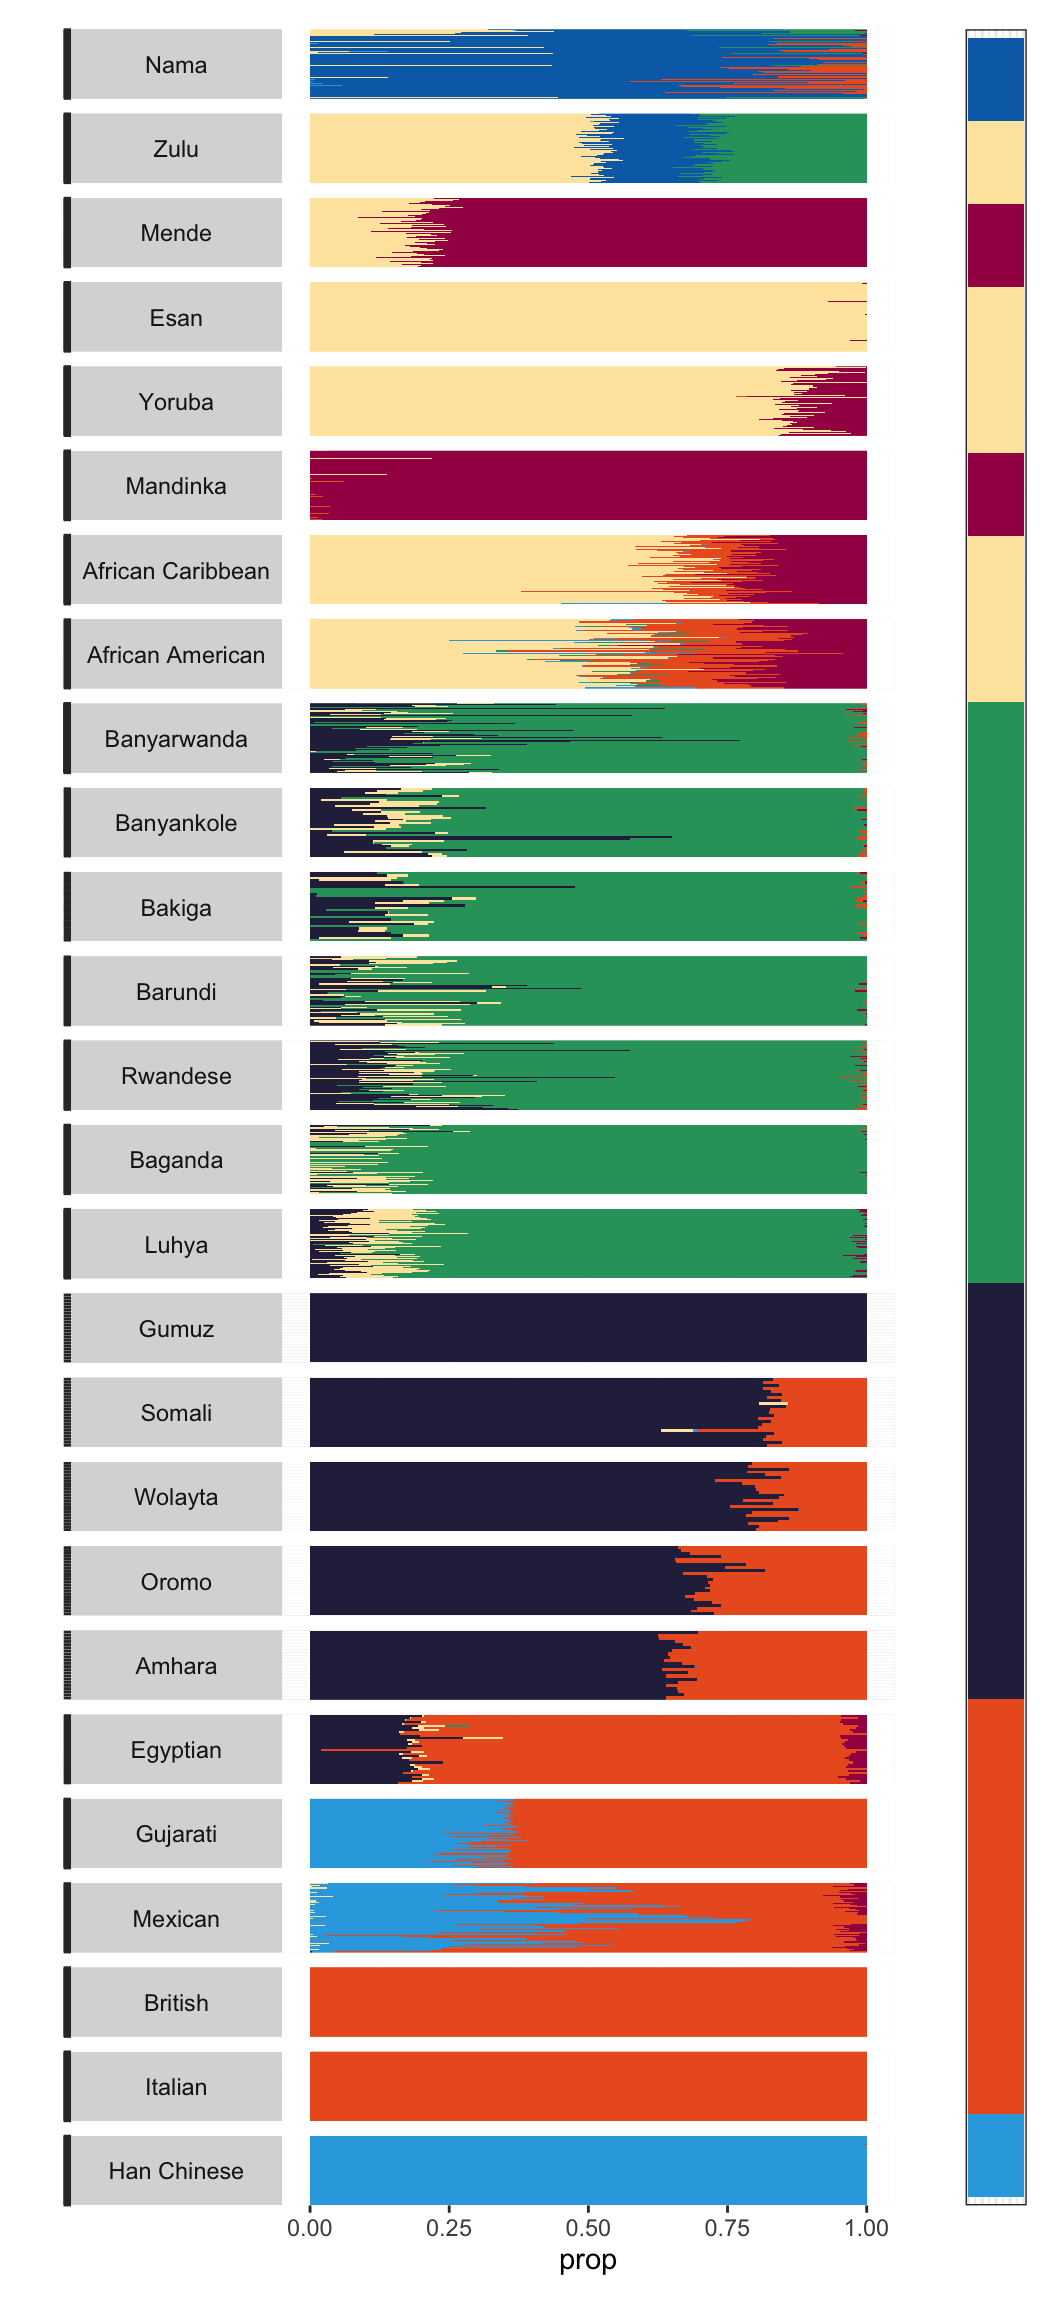 Nama
Zulu
Mende
Esan
Yoruba
Mandinka
African Caribbean
African American
Banyarwanda
Banyankole
Bakiga
Barundi
Rwandese
Baganda
Luhya
Gumuz
Somali
Wolayta
Oromo
Amhara
Egyptian
Gujarati
Mexican
British
Italian
Han Chinese
0.00 0.25 0.50 0.75 1.00
prop